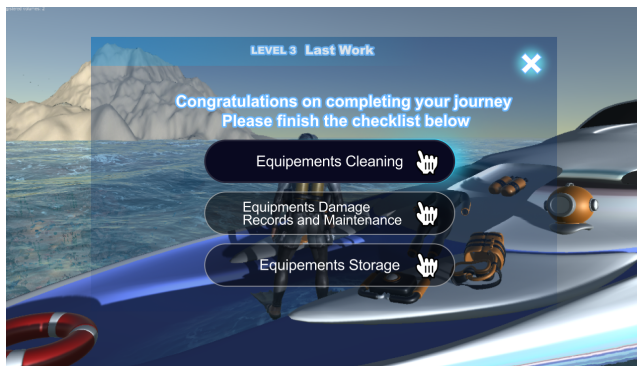 LEVEL 3 Last Work
Congratulations on completing your journey
Please finish the checklist below
Equipements Cleaning
Equipments Damage
Records and Maintenance
Equipements Storage